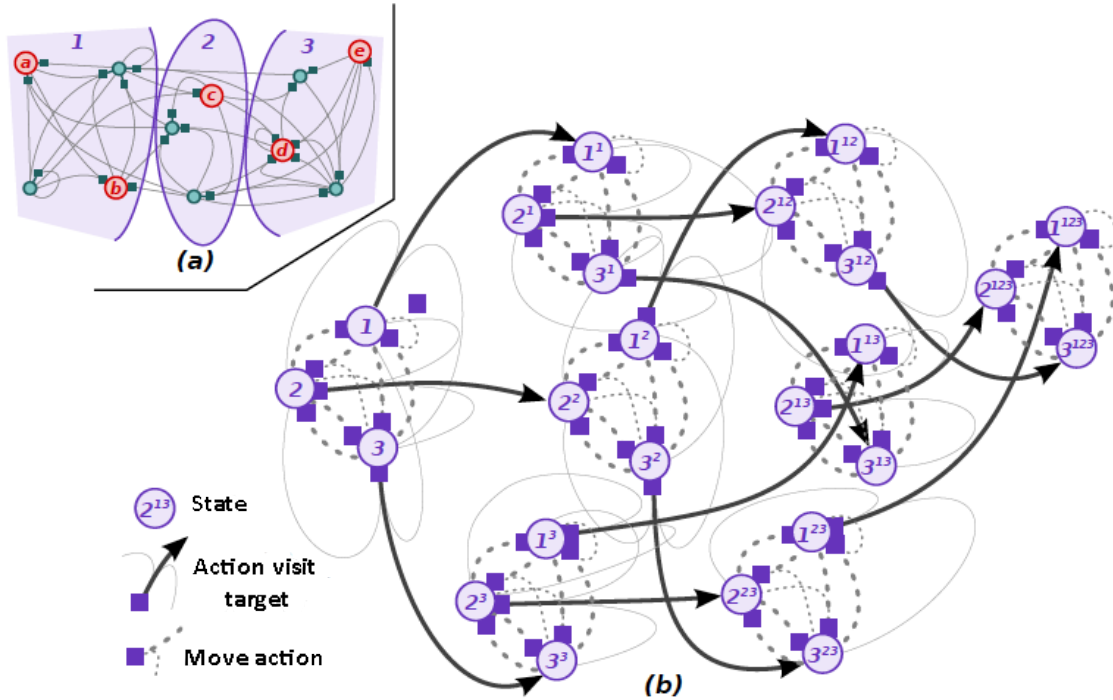 1
2
3
a
e
c
d
b
(a)
1¹
1¹²
2¹
2¹²
1¹²³
3¹
3¹²
2¹²³
1
1²
1¹³
3¹²³
2
2²
2¹³
3
3²
3¹³
2¹³ State
1³
1²³
Action visit
target
2³
2²³
Move action
3³
3²³
(b)